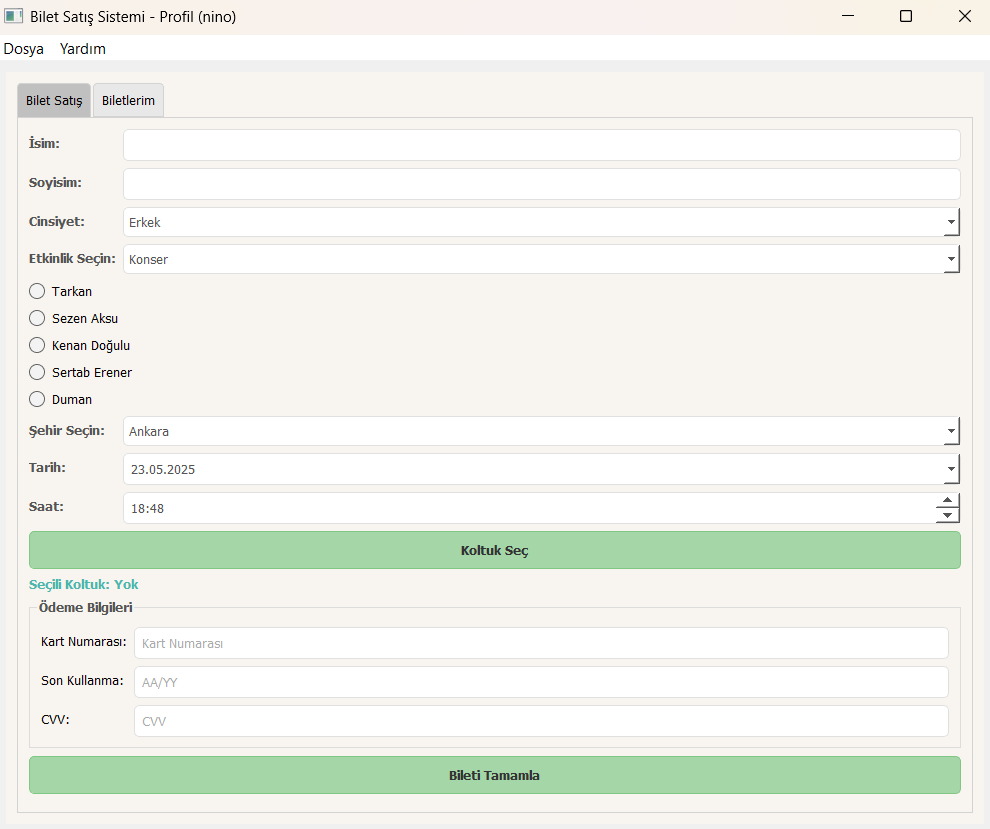 Bilet Satış Sistemi - Profil (nino)
Dosya Yardım
Bilet Satış Biletlerim
İsim:
Soyisim:
Cinsiyet: Erkek
Etkinlik Seçin: Konser
Tarkan
Sezen Aksu
Kenan Doğulu
Sertab Erener
Duman
Şehir Seçin: Ankara
Tarih: 23.05.2025
Saat: 18:48
Koltuk Seç
Seçili Koltuk: Yok
Ödeme Bilgileri
Kart Numarası: Kart Numarası
Son Kullanma: AA/YY
CVV: CVV
Bileti Tamamla